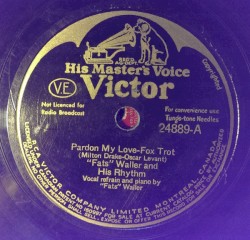 His Master's Voice
Victor
VE
Not Licenced for
Radio Broadcast
For convenience use
Tungs-tone Needles
24889-A
Pardon My Love-Fox Trot
(Milton Drake-Oscar Levant)
"Fats" Waller and
His Rhythm
Vocal refrain and piano by
"Fats" Waller
RCA VICTOR COMPANY LIMITED MONTREAL CANADA